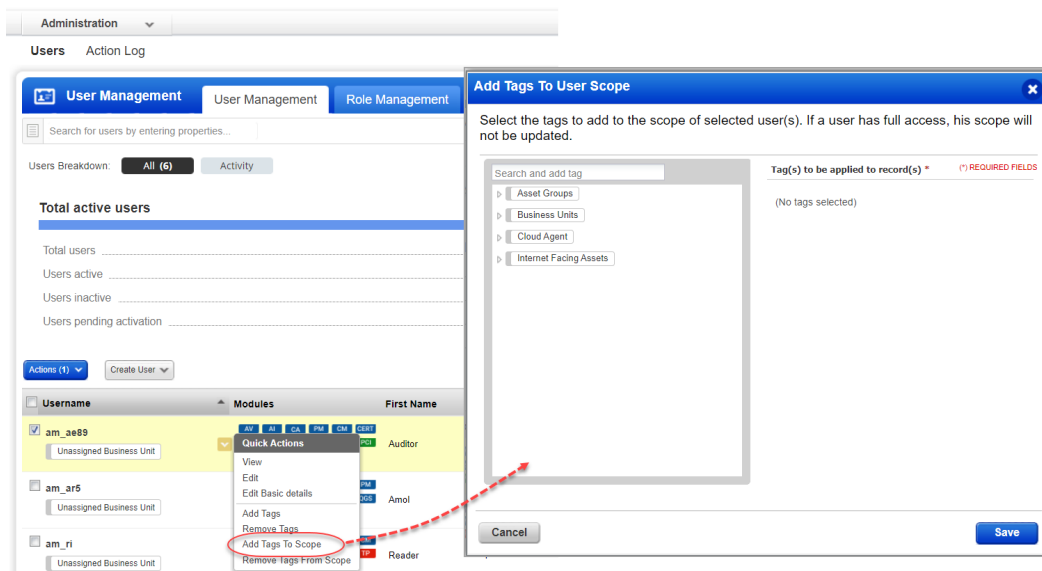 Administration
Users Action Log
User Management User Management Role Management
Search for users by entering properties...
Users Breakdown: All (6) Activity
Total active users
Total users
Users active
Users inactive
Users pending activation
Actions (1) Create User
Username Modules First Name
am_ae89 AV AI CA PM CM CERT
Unassigned Business Unit Quick Actions PCI Auditor
View
Edit
Edit Basic details
am_ar5 PM
Unassigned Business Unit Add Tags Amol
Remove Tags
am_ri Add Tags To Scope
Unassigned Business Unit Remove Tags From Scope TP Reader
Add Tags To User Scope
Select the tags to add to the scope of selected user(s). If a user has full access, his scope will
not be updated.
Search and add tag
Asset Groups
Business Units
Cloud Agent
Internet Facing Assets
Tag(s) to be applied to record(s) * (*) REQUIRED FIELDS
(No tags selected)
Cancel Save